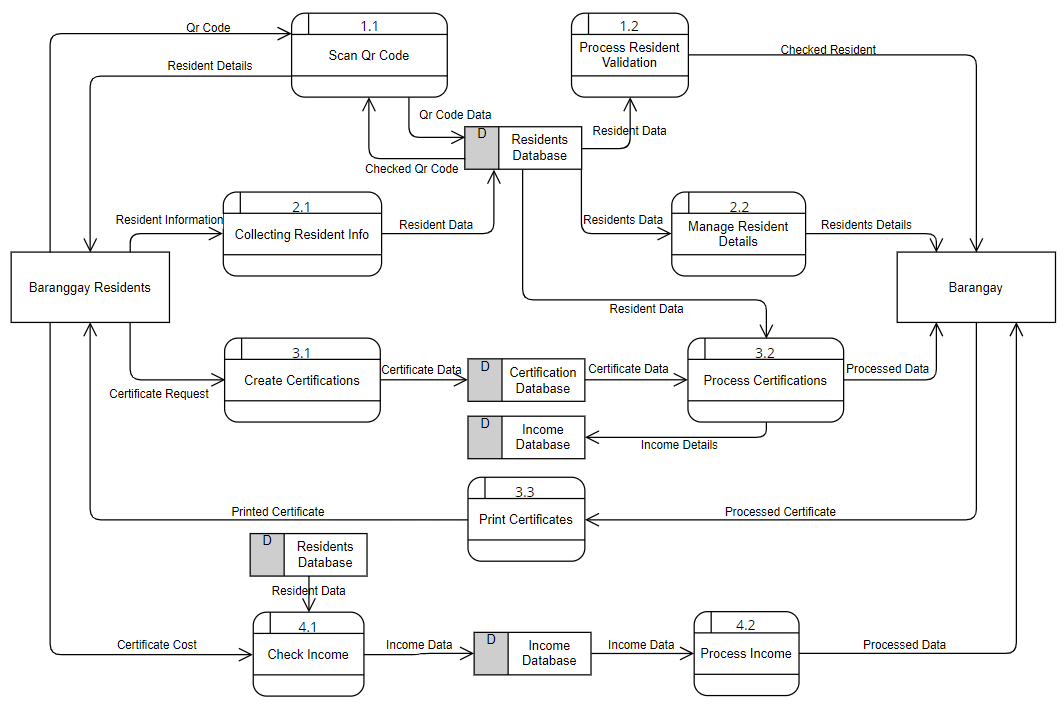 1.1
1.2
Qr Code
Process Resident
Validation
Checked Resident
Scan Qr Code
Resident Details
Qr Code Data
D
Residents
Database
Resident Data
Checked Qr Code
2.1
2.2
Resident Information
Collecting Resident Info
Resident Data
Residents Data
Manage Resident
Details
Residents Details
Baranggay Residents
Barangay
Resident Data
3.1
3.2
Create Certifications
Certificate Data
D
Certification
Database
Certificate Data
Process Certifications
Processed Data
Certificate Request
D
Income
Database
Income Details
3.3
Printed Certificate
Print Certificates
Processed Certificate
D
Residents
Database
Resident Data
4.1
4.2
Certificate Cost
Check Income
Income Data
D
Income
Database
Income Data
Process Income
Processed Data